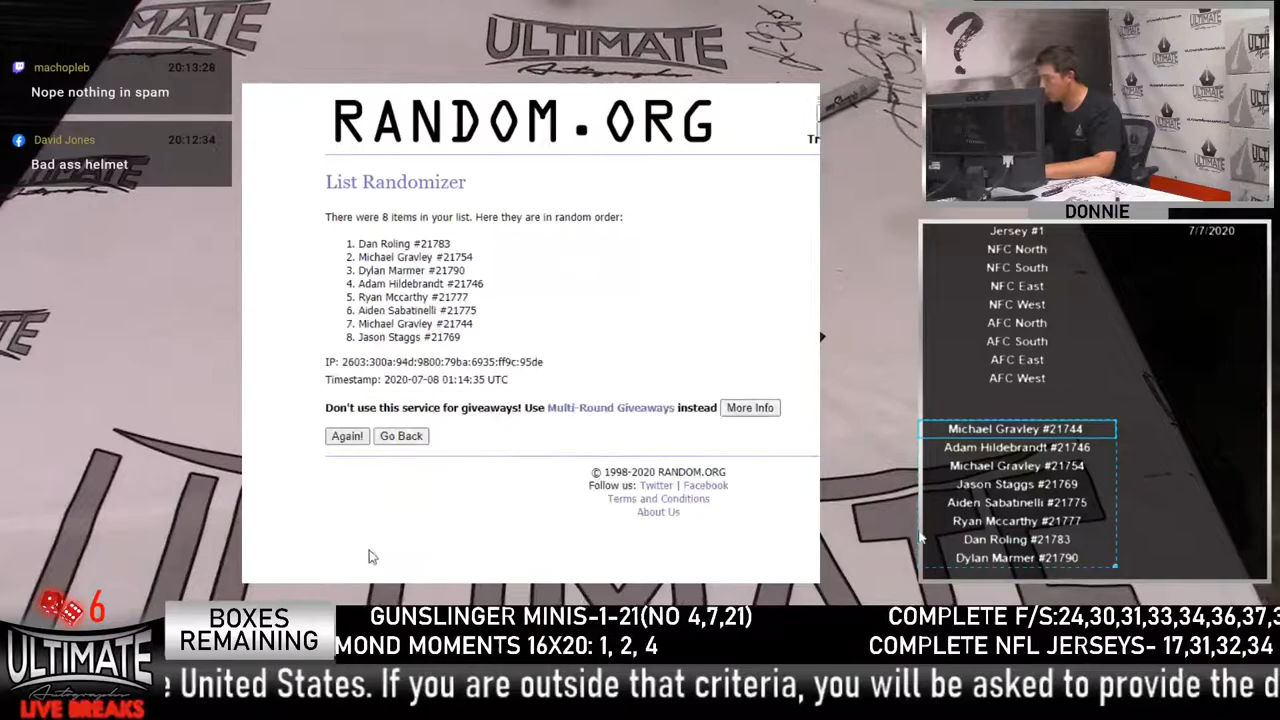 ULTIMATE
Autographs
machopleb 20:13:28
Nope nothing in spam
David Jones 20:12:34
Bad ass helmet
RANDOM.ORG
Tr
List Randomizer
There were 8 items in your list. Here they are in random order:
1. Dan Roling #21783
2. Michael Gravley #21754
3. Dylan Marmer #21790
4. Adam Hildebrandt #21746
5. Ryan Mccarthy #21777
6. Aiden Sabatinelli #21775
7. Michael Gravley #21744
8. Jason Staggs #21769
IP: 2603:300a:94d:9800:79ba:6935:ff9c:95de
Timestamp: 2020-07-08 01:14:35 UTC
Don't use this service for giveaways! Use Multi-Round Giveaways instead More Info
Again! Go Back
© 1998-2020 RANDOM.ORG
Follow us: Twitter | Facebook
Terms and Conditions
About Us
DONNIE
Jersey #1 7/7/2020
NFC North
NFC South
NFC East
NFC West
AFC North
AFC South
AFC East
AFC West
Michael Gravley #21744
Adam Hildebrandt #21746
Michael Gravley #21754
Jason Staggs #21769
Aiden Sabatinelli #21775
Ryan Mccarthy #21777
Dan Roling #21783
Dylan Marmer #21790
6
ULTIMATE
Autographs
LIVE BREAKS
BOXES
REMAINING
GUNSLINGER MINIS-1-21(NO 4,7,21) COMPLETE F/S:24,30,31,33,34,36,37,3
MOND MOMENTS 16X20: 1, 2, 4 COMPLETE NFL JERSEYS- 17,31,32,34
e United States. If you are outside that criteria, you will be asked to provide the d